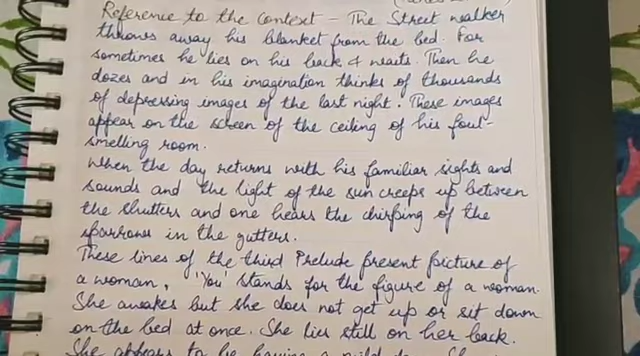 Reference to the context - The Street walker
throws away his blanket from the bed. For
sometimes he lies on his back & waits. Then he
dozes and in his imagination thinks of thousands
of depressing images of the last night. These images
appear on the screen of the ceiling of his foul-
smelling room.
When the day returns with his familiar sights and
sounds and the light of the sun creeps up between
the shutters and one hears the chirping of the
sparrows in the gutters.
These lines of the third Prelude present picture of
a woman. 'You' stands for the figure of a woman.
She awakes but she does not get up or sit down
on the bed at once. She lies still on her back.
She appears to be having a